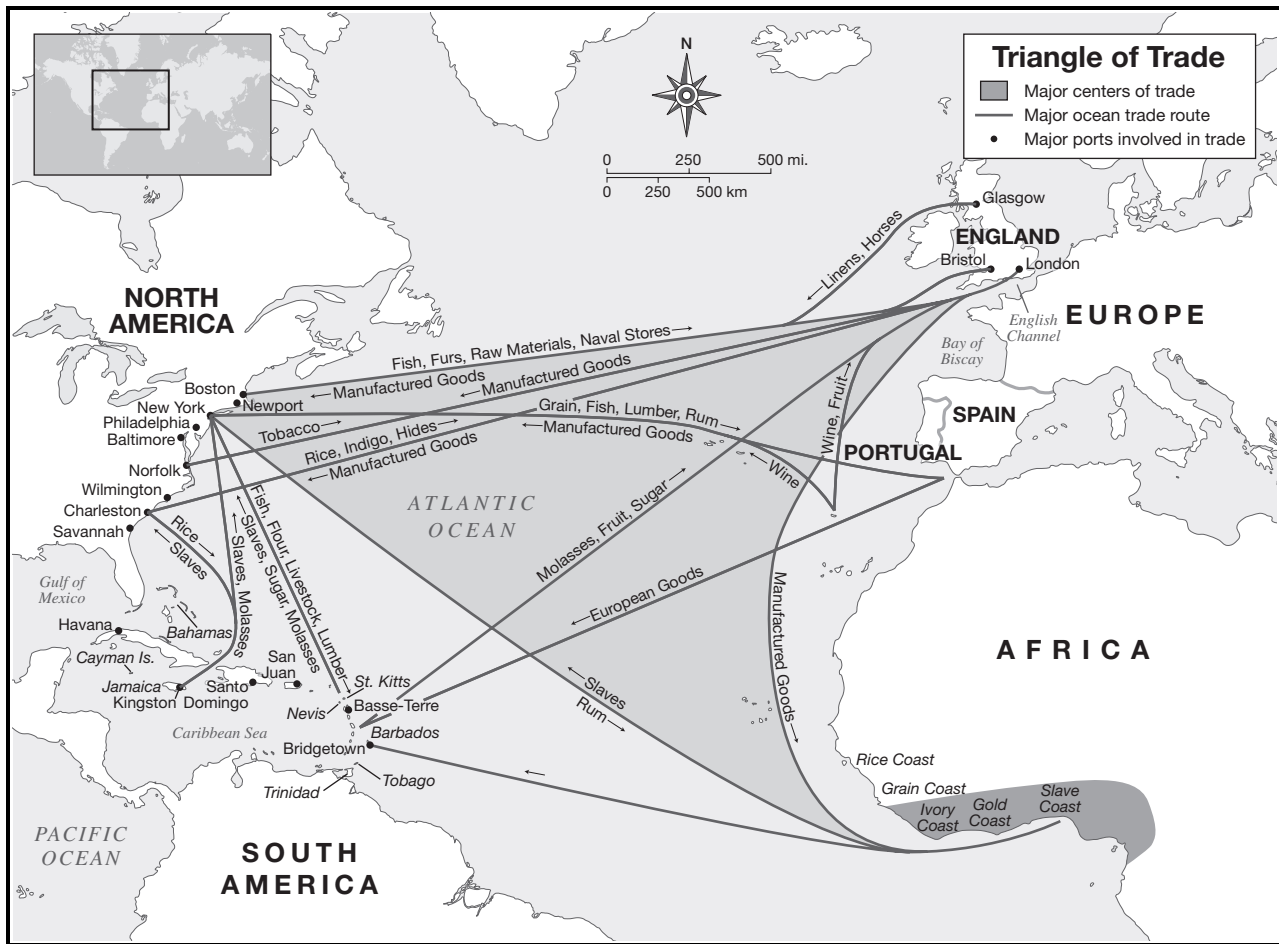 Triangle of Trade
Major centers of trade
Major ocean trade route
Major ports involved in trade
N
0 250 500 mi.
0 250 500 km
Glasgow
ENGLAND
Bristol
London
Linens, Horses
English
Channel
EUROPE
Bay of
Biscay
SPAIN
PORTUGAL
NORTH
AMERICA
Boston
Newport
New York
Philadelphia
Baltimore
Norfolk
Wilmington
Charleston
Savannah
Fish, Furs, Raw Materials, Naval Stores
Manufactured Goods
Manufactured Goods
Tobacco
Grain, Fish, Lumber, Rum
Manufactured Goods
Rice, Indigo, Hides
Manufactured Goods
Wine, Fruit
Wine
ATLANTIC
OCEAN
Molasses, Fruit, Sugar
European Goods
Manufactured Goods
Rice
Slaves
Slaves, Molasses
Fish, Flour, Livestock, Lumber
Slaves, Sugar, Molasses
Slaves
Rum
Gulf of
Mexico
Havana
Bahamas
Cayman Is.
Jamaica
Kingston
Santo
Domingo
San
Juan
St. Kitts
Nevis
Basse-Terre
Caribbean Sea
Barbados
Bridgetown
Tobago
Trinidad
AFRICA
Rice Coast
Grain Coast
Ivory
Coast
Gold
Coast
Slave
Coast
PACIFIC
OCEAN
SOUTH
AMERICA